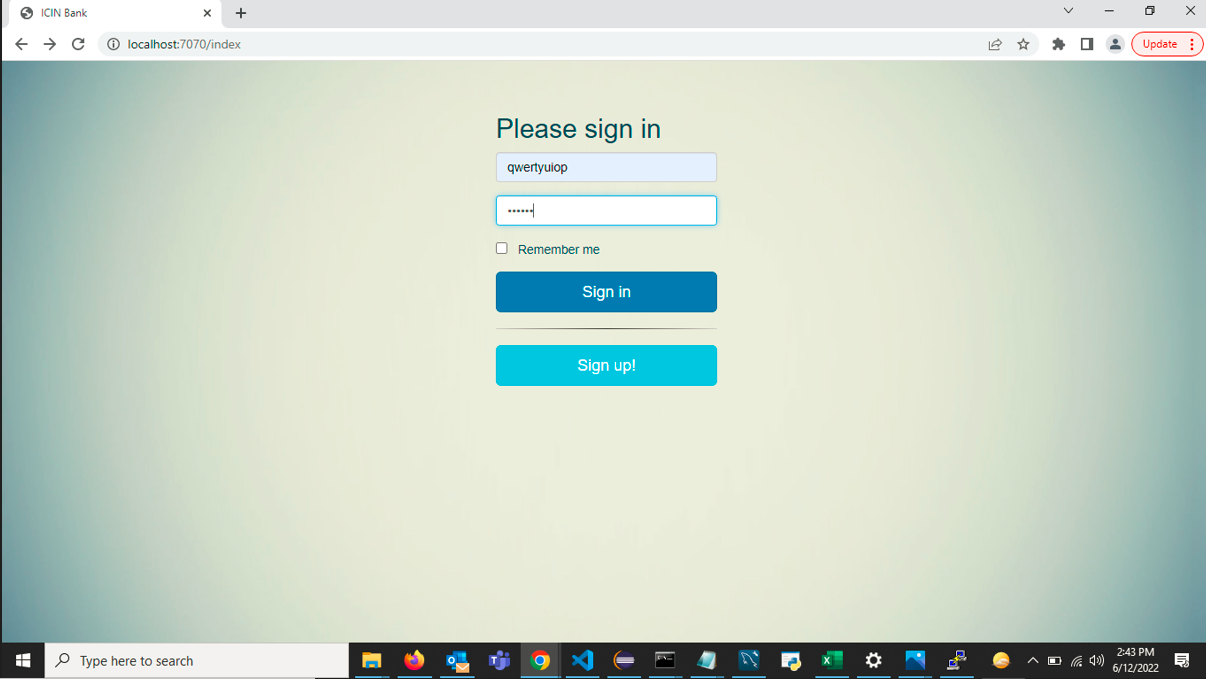 ICIN Bank
localhost:7070/index
Update
Please sign in
qwertyuiop
••••••
Remember me
Sign in
Sign up!
Type here to search
2:43 PM
6/12/2022